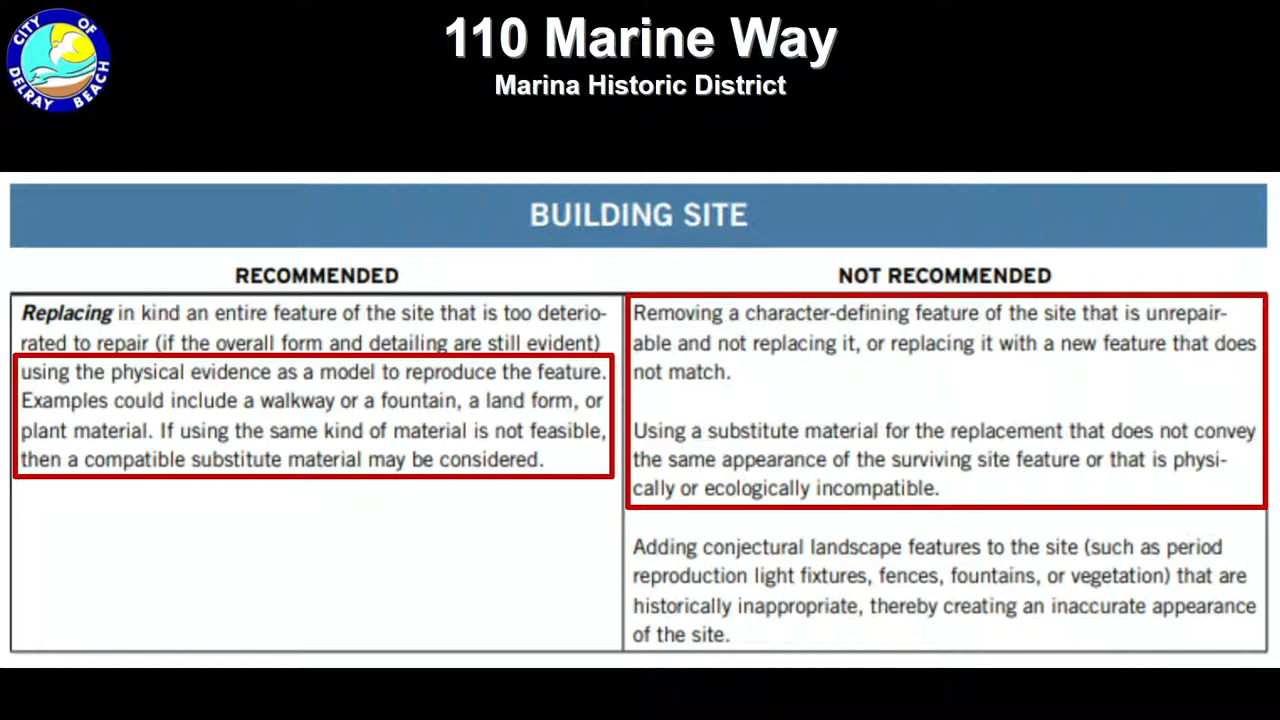 CITY OF
DELRAY BEACH
110 Marine Way
Marina Historic District
BUILDING SITE
RECOMMENDED
Replacing in kind an entire feature of the site that is too deterio-
rated to repair (if the overall form and detailing are still evident)
using the physical evidence as a model to reproduce the feature.
Examples could include a walkway or a fountain, a land form, or
plant material. If using the same kind of material is not feasible,
then a compatible substitute material may be considered.
NOT RECOMMENDED
Removing a character-defining feature of the site that is unrepair-
able and not replacing it, or replacing it with a new feature that does
not match.
Using a substitute material for the replacement that does not convey
the same appearance of the surviving site feature or that is physi-
cally or ecologically incompatible.
Adding conjectural landscape features to the site (such as period
reproduction light fixtures, fences, fountains, or vegetation) that are
historically inappropriate, thereby creating an inaccurate appearance
of the site.